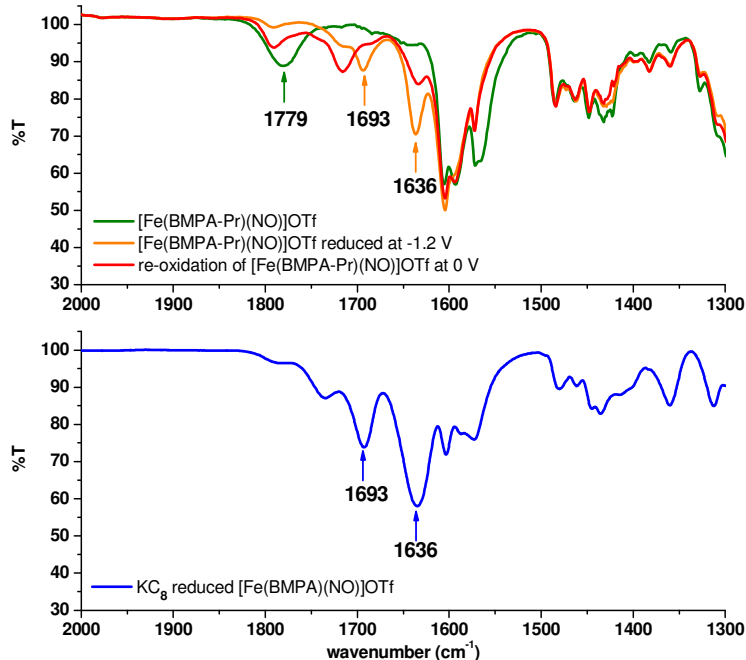 100
90
80
70
60
50
40
30
%T
1779
1693
1636
[Fe(BMPA-Pr)(NO)]OTf
[Fe(BMPA-Pr)(NO)]OTf reduced at -1.2 V
re-oxidation of [Fe(BMPA-Pr)(NO)]OTf at 0 V
2000 1900 1800 1700 1600 1500 1400 1300
100
90
80
70
60
50
40
30
%T
1693
1636
KC₈ reduced [Fe(BMPA)(NO)]OTf
2000 1900 1800 1700 1600 1500 1400 1300
wavenumber (cm⁻¹)